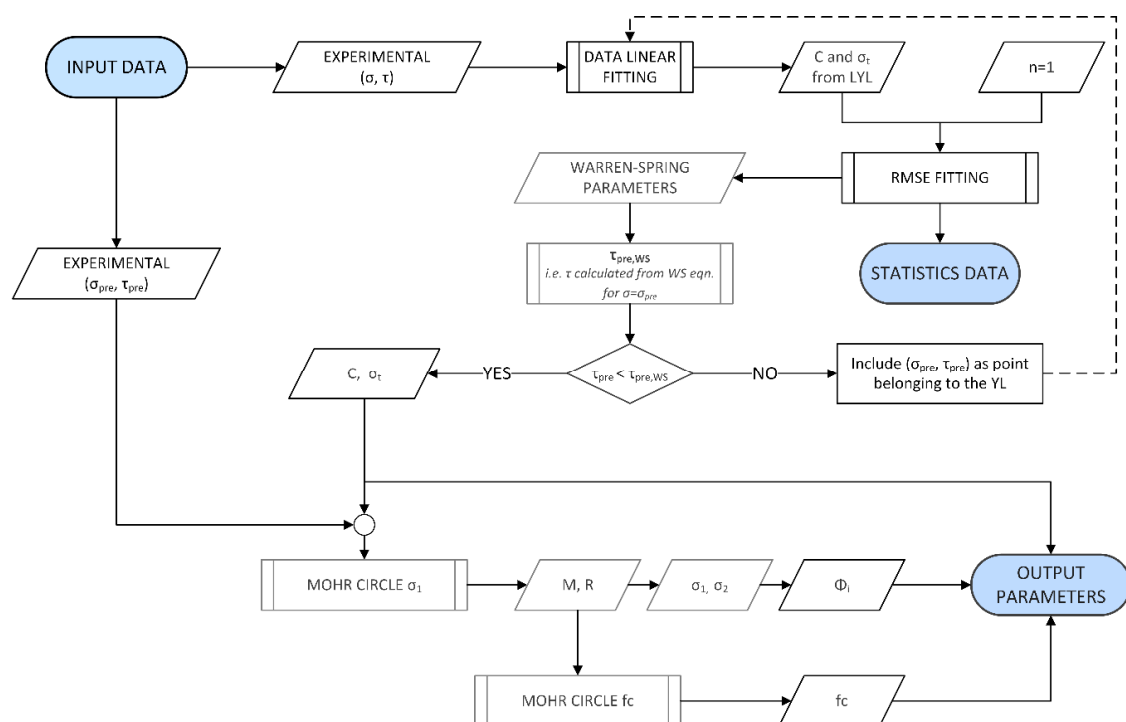 INPUT DATA
EXPERIMENTAL
(σ, τ)
DATA LINEAR
FITTING
C and σt
from LYL
n=1
WARREN-SPRING
PARAMETERS
RMSE FITTING
EXPERIMENTAL
(σpre, τpre)
τpre,WS
i.e. τ calculated from WS eqn.
for σ=σpre
STATISTICS DATA
C, σt
YES
τpre < τpre,WS
NO
Include (σpre, τpre) as point
belonging to the YL
MOHR CIRCLE σ1
M, R
σ1, σ2
Φi
OUTPUT
PARAMETERS
MOHR CIRCLE fc
fc